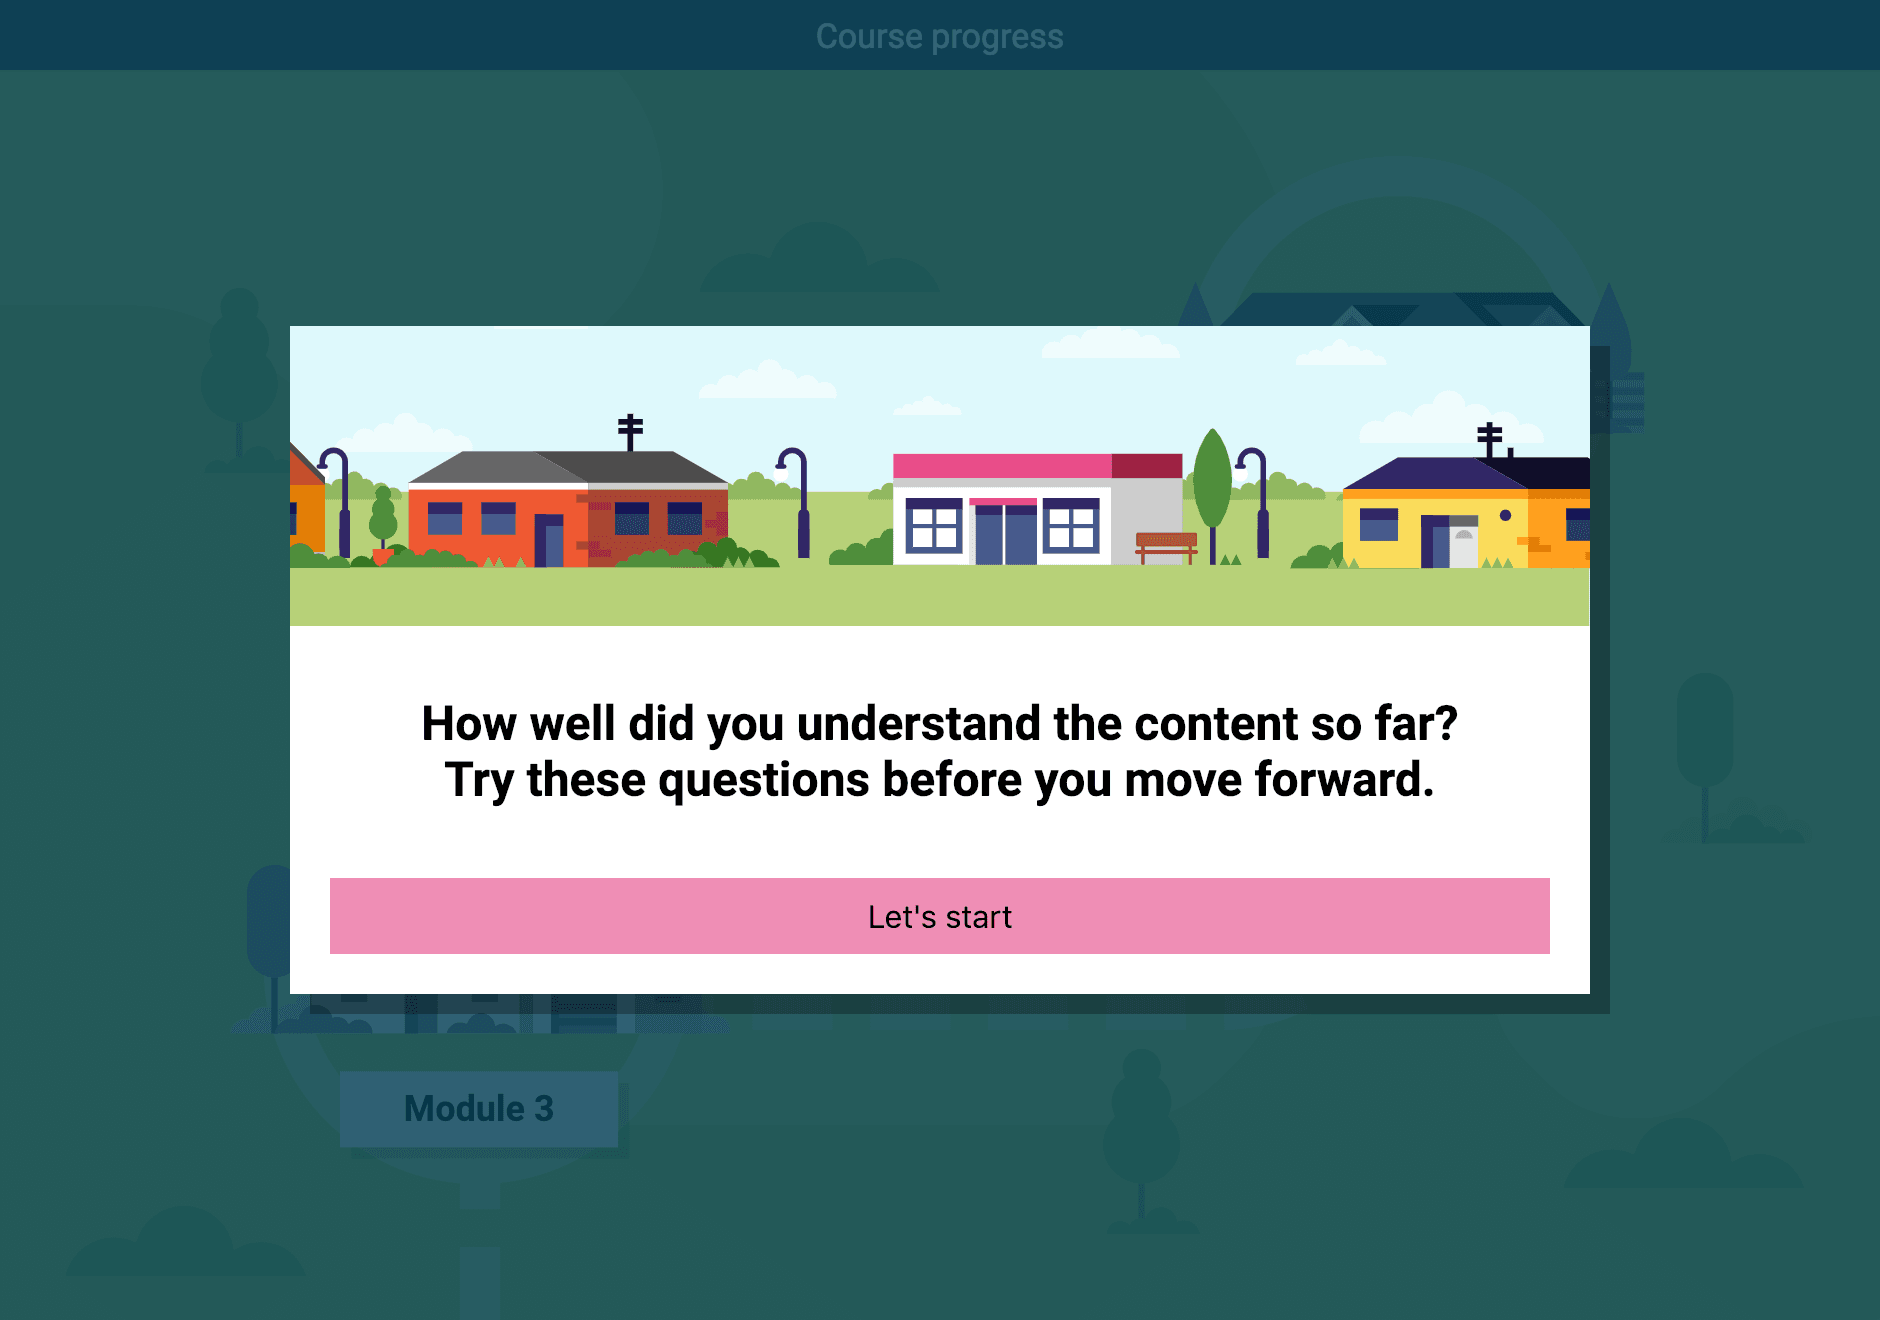 Course progress
How well did you understand the content so far?
Try these questions before you move forward.
Let's start
Module 3